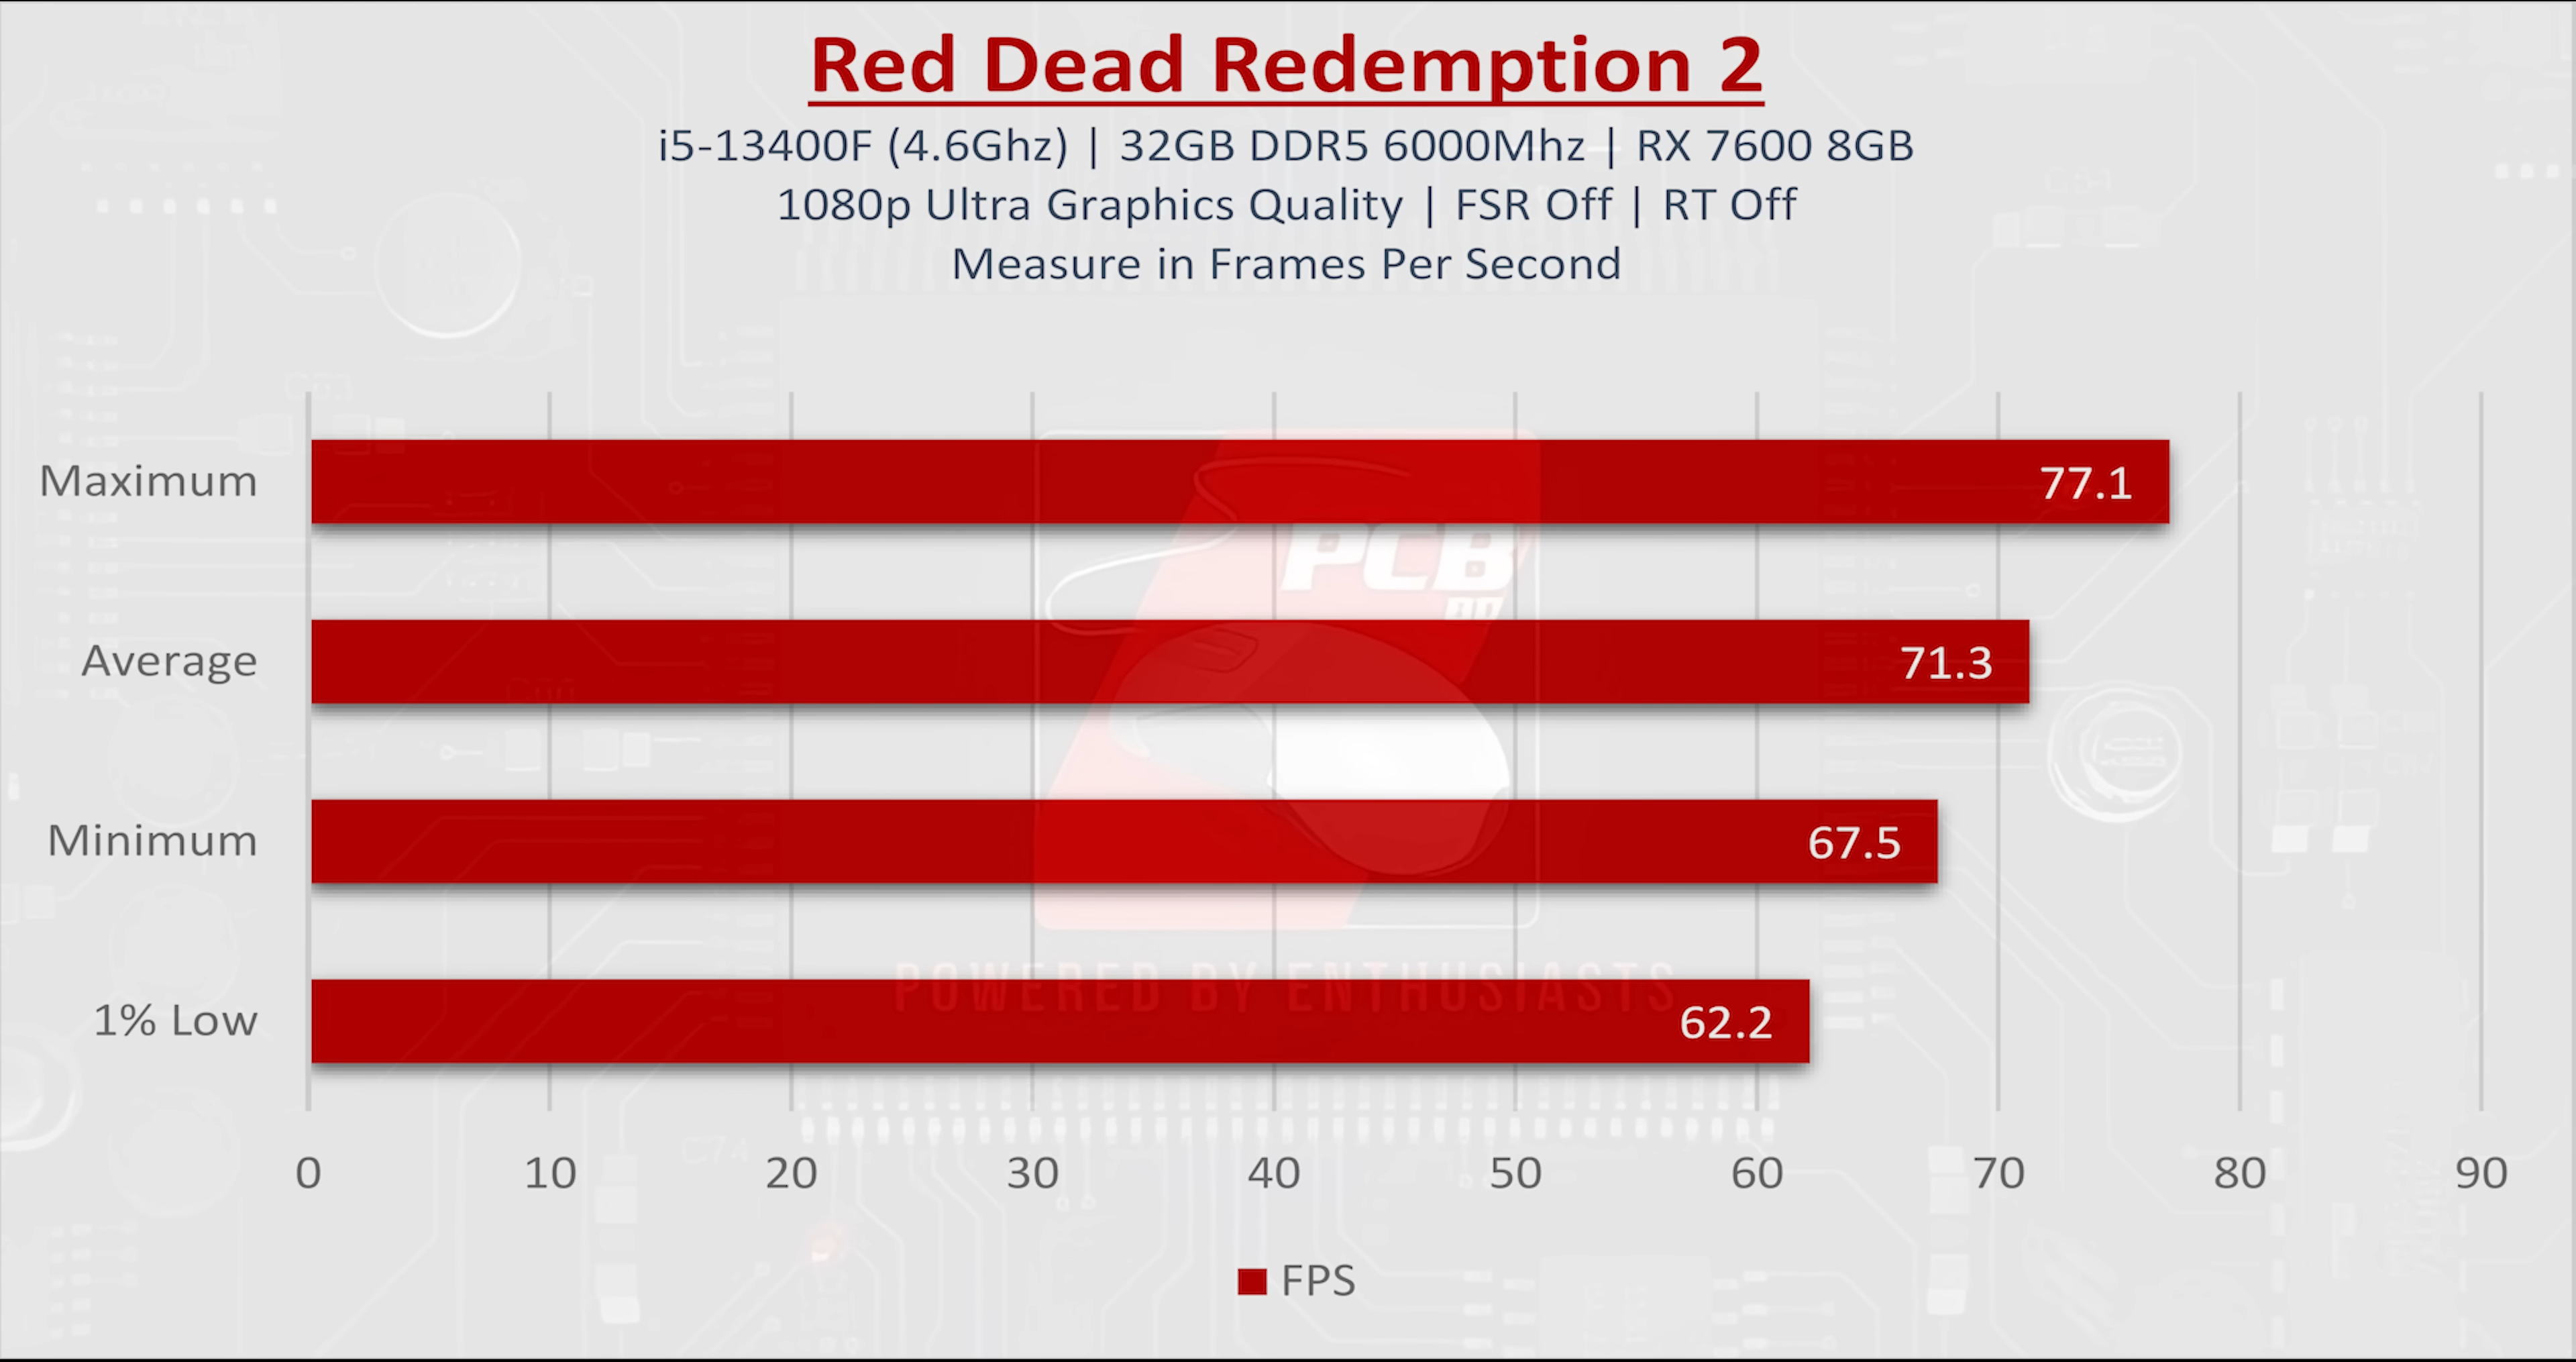 Red Dead Redemption 2
i5-13400F (4.6Ghz) | 32GB DDR5 6000Mhz | RX 7600 8GB
1080p Ultra Graphics Quality | FSR Off | RT Off
Measure in Frames Per Second
Maximum
77.1
PCB
Average
71.3
Minimum
67.5
POWERED BY ENTHUSIASTS
1% Low
62.2
0 10 20 30 40 50 60 70 80 90
C74
FPS